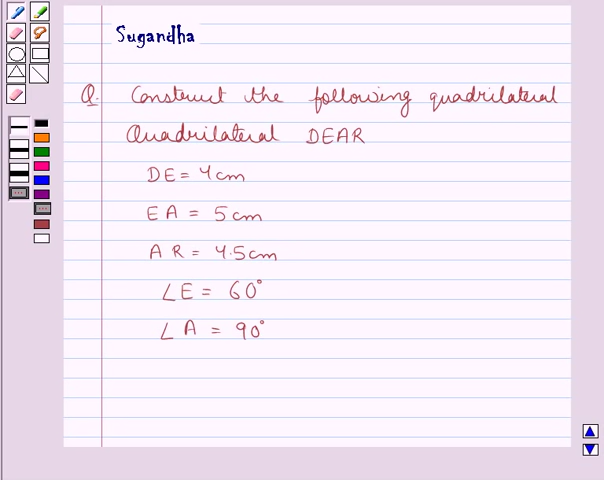 Sugandha
Q. Construct the following quadrilateral
Quadrilateral DEAR
DE = 4cm
EA = 5cm
AR = 4.5cm
∠E = 60°
∠A = 90°